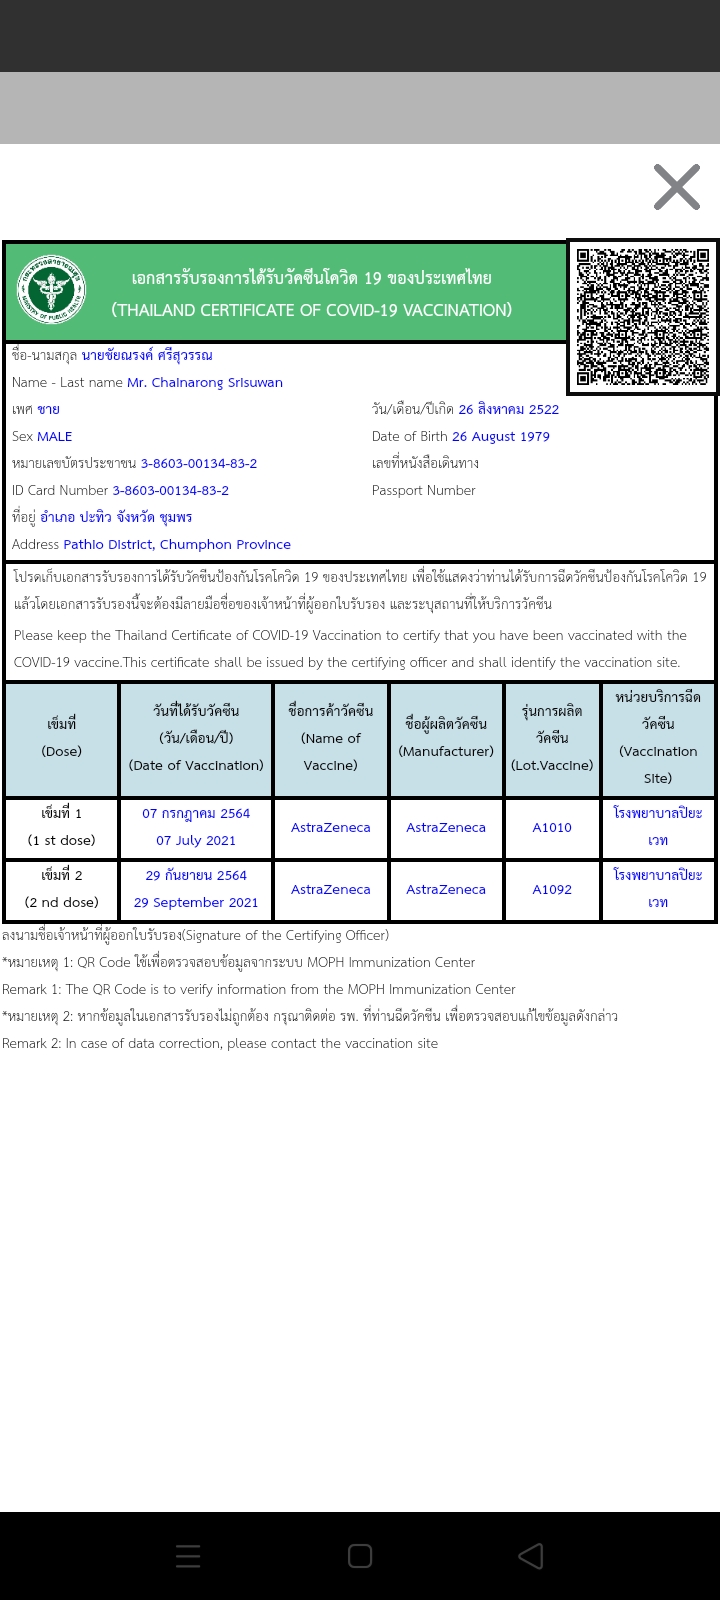 เอกสารรับรองการได้รับวัคซีนโควิด 19 ของประเทศไทย
(THAILAND CERTIFICATE OF COVID-19 VACCINATION)
ชื่อ-นามสกุล นายชัยณรงค์ ศรีสุวรรณ
Name - Last name Mr. Chainarong Srisuwan
เพศ ชาย วัน/เดือน/ปีเกิด 26 สิงหาคม 2522
Sex MALE Date of Birth 26 August 1979
หมายเลขบัตรประชาชน 3-8603-00134-83-2 เลขที่หนังสือเดินทาง
ID Card Number 3-8603-00134-83-2 Passport Number
ที่อยู่ อำเภอ ปะทิว จังหวัด ชุมพร
Address Pathio District, Chumphon Province
โปรดเก็บเอกสารรับรองการได้รับวัคซีนป้องกันโรคโควิด 19 ของประเทศไทย เพื่อใช้แสดงว่าท่านได้รับการฉีดวัคซีนป้องกันโรคโควิด 19
แล้วโดยเอกสารรับรองนี้จะต้องมีลายมือชื่อของเจ้าหน้าที่ผู้ออกใบรับรอง และระบุสถานที่ให้บริการวัคซีน
Please keep the Thailand Certificate of COVID-19 Vaccination to certify that you have been vaccinated with the
COVID-19 vaccine.This certificate shall be issued by the certifying officer and shall identify the vaccination site.
เข็มที่
(Dose)
วันที่ได้รับวัคซีน
(วัน/เดือน/ปี)
(Date of Vaccination)
ชื่อการค้าวัคซีน
(Name of
Vaccine)
ชื่อผู้ผลิตวัคซีน
(Manufacturer)
รุ่นการผลิต
วัคซีน
(Lot.Vaccine)
หน่วยบริการฉีด
วัคซีน
(Vaccination
Site)
เข็มที่ 1
(1 st dose)
07 กรกฎาคม 2564
07 July 2021
AstraZeneca
AstraZeneca
A1010
โรงพยาบาลปิยะ
เวท
เข็มที่ 2
(2 nd dose)
29 กันยายน 2564
29 September 2021
AstraZeneca
AstraZeneca
A1092
โรงพยาบาลปิยะ
เวท
ลงนามชื่อเจ้าหน้าที่ผู้ออกใบรับรอง(Signature of the Certifying Officer)
*หมายเหตุ 1: QR Code ใช้เพื่อตรวจสอบข้อมูลจากระบบ MOPH Immunization Center
Remark 1: The QR Code is to verify information from the MOPH Immunization Center
*หมายเหตุ 2: หากข้อมูลในเอกสารรับรองไม่ถูกต้อง กรุณาติดต่อ รพ. ที่ท่านฉีดวัคซีน เพื่อตรวจสอบแก้ไขข้อมูลดังกล่าว
Remark 2: In case of data correction, please contact the vaccination site